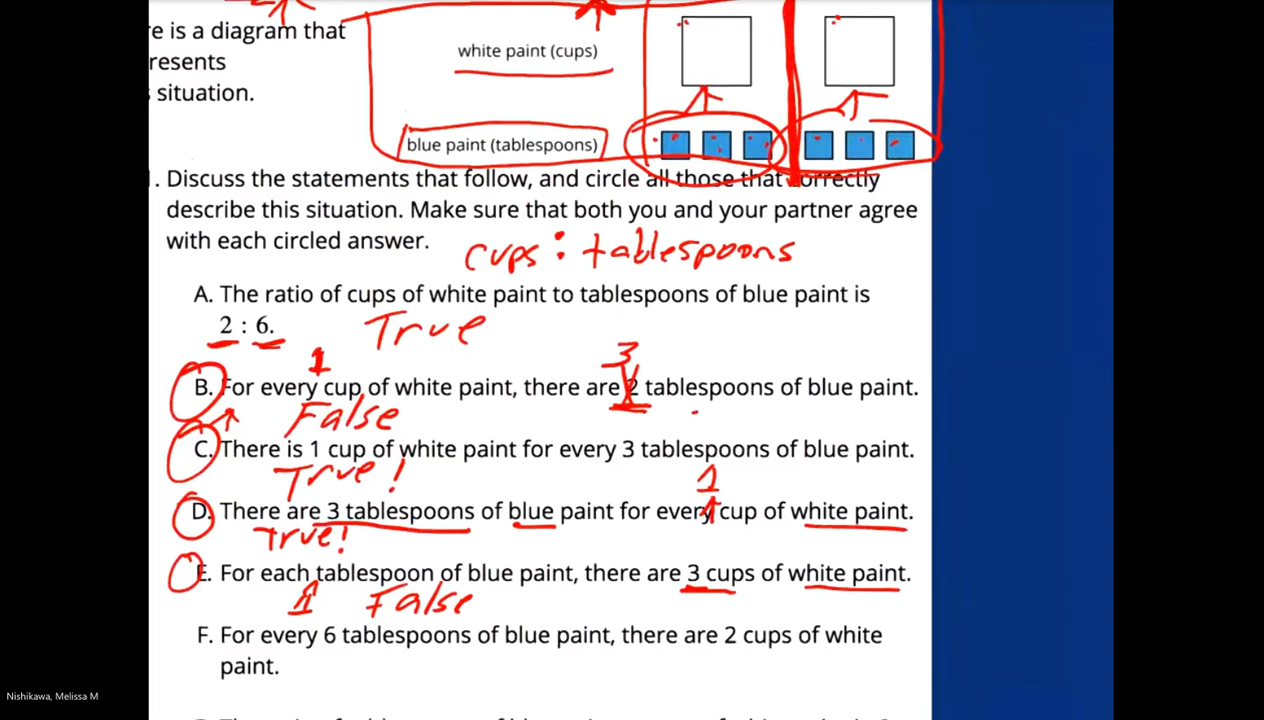 re is a diagram that
resents
situation.
white paint (cups)
blue paint (tablespoons)
. Discuss the statements that follow, and circle all those that correctly
describe this situation. Make sure that both you and your partner agree
with each circled answer.
cups : tablespoons
A. The ratio of cups of white paint to tablespoons of blue paint is
2 : 6.
True
1
3
B. For every cup of white paint, there are 2 tablespoons of blue paint.
False
C. There is 1 cup of white paint for every 3 tablespoons of blue paint.
True!
1
D. There are 3 tablespoons of blue paint for every cup of white paint.
True!
E. For each tablespoon of blue paint, there are 3 cups of white paint.
1
False
F. For every 6 tablespoons of blue paint, there are 2 cups of white
paint.
Nishikawa, Melissa M